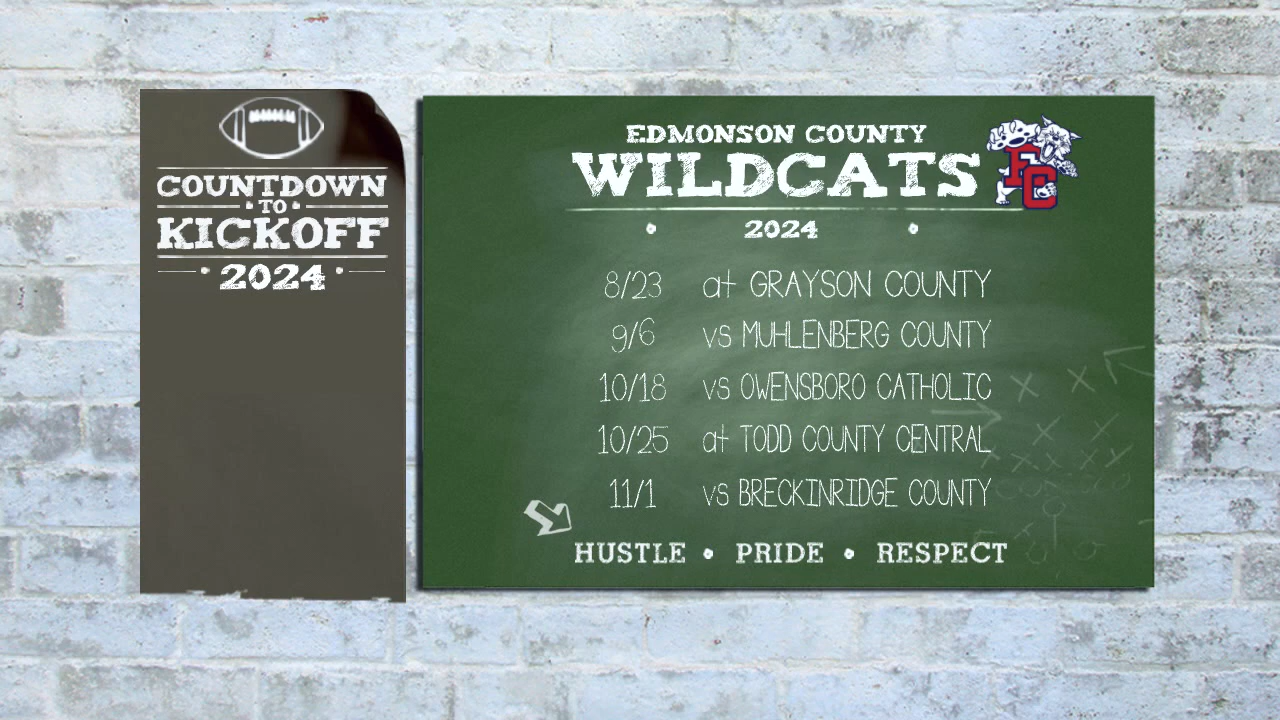 COUNTDOWN
TO
KICKOFF
2024
EDMONSON COUNTY
WILDCATS
EC
2024
8/23 at GRAYSON COUNTY
9/6 vs MUHLENBERG COUNTY
10/18 vs OWENSBORO CATHOLIC
10/25 at TODD COUNTY CENTRAL
11/1 vs BRECKINRIDGE COUNTY
HUSTLE • PRIDE • RESPECT